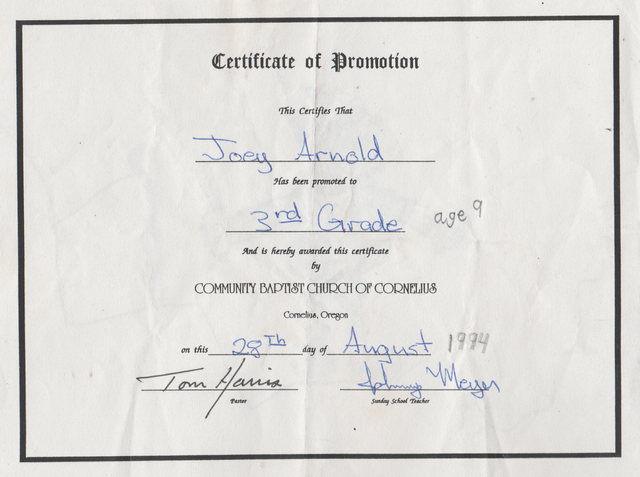 Certificate of Promotion
This Certifies That
Joey Arnold
Has been promoted to
3rd Grade age 9
And is hereby awarded this certificate
by
COMMUNITY BAPTIST CHURCH OF CORNELIUS
Cornelius, Oregon
on this 28Th day of August 1994
Tom Harris Johnny Meyer
Pastor Sunday School Teacher